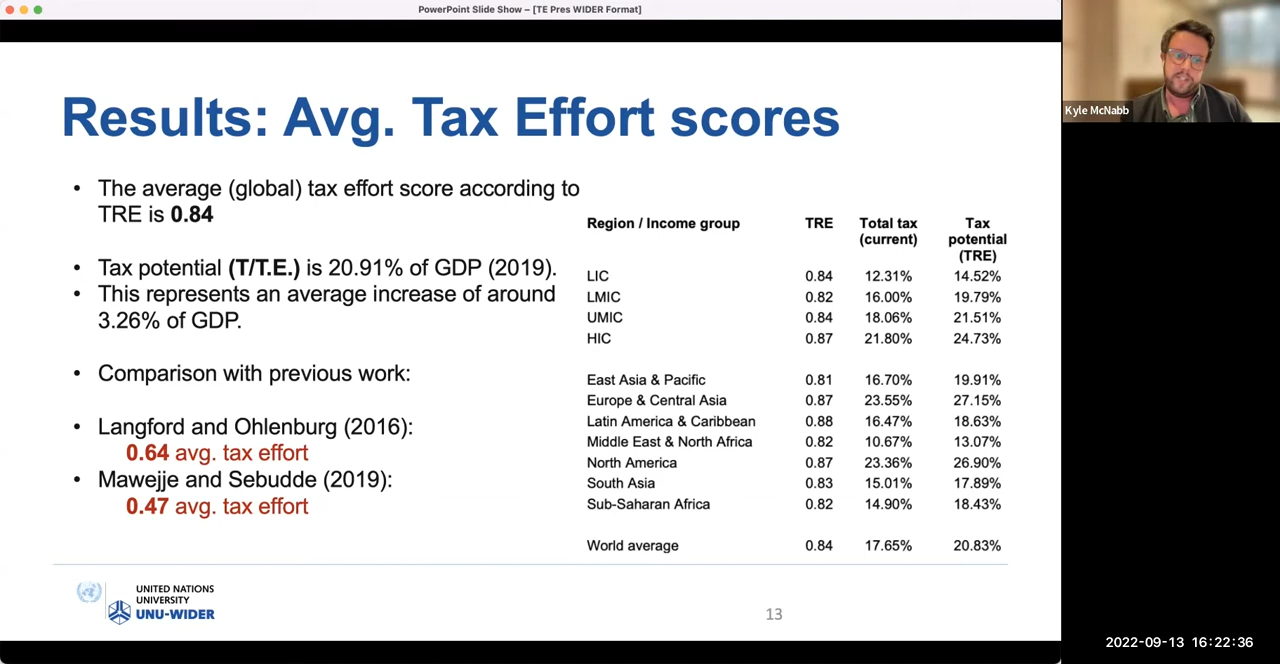 PowerPoint Slide Show – [TE Pres WIDER Format]
Results: Avg. Tax Effort scores
• The average (global) tax effort score according to
TRE is 0.84
• Tax potential (T/T.E.) is 20.91% of GDP (2019).
• This represents an average increase of around
3.26% of GDP.
• Comparison with previous work:
• Langford and Ohlenburg (2016):
0.64 avg. tax effort
• Mawejje and Sebudde (2019):
0.47 avg. tax effort
Region / Income group TRE Total tax (current) Tax potential (TRE)
LIC 0.84 12.31% 14.52%
LMIC 0.82 16.00% 19.79%
UMIC 0.84 18.06% 21.51%
HIC 0.87 21.80% 24.73%
East Asia & Pacific 0.81 16.70% 19.91%
Europe & Central Asia 0.87 23.55% 27.15%
Latin America & Caribbean 0.88 16.47% 18.63%
Middle East & North Africa 0.82 10.67% 13.07%
North America 0.87 23.36% 26.90%
South Asia 0.83 15.01% 17.89%
Sub-Saharan Africa 0.82 14.90% 18.43%
World average 0.84 17.65% 20.83%
UNITED NATIONS
UNIVERSITY
UNU-WIDER
13
Kyle McNabb
2022-09-13 16:22:36